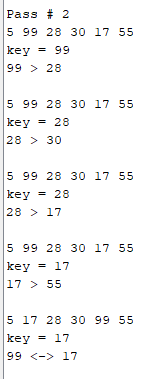 Pass # 2
5 99 28 30 17 55
key = 99
99 > 28

5 99 28 30 17 55
key = 28
28 > 30

5 99 28 30 17 55
key = 28
28 > 17

5 99 28 30 17 55
key = 17
17 > 55

5 17 28 30 99 55
key = 17
99 <-> 17